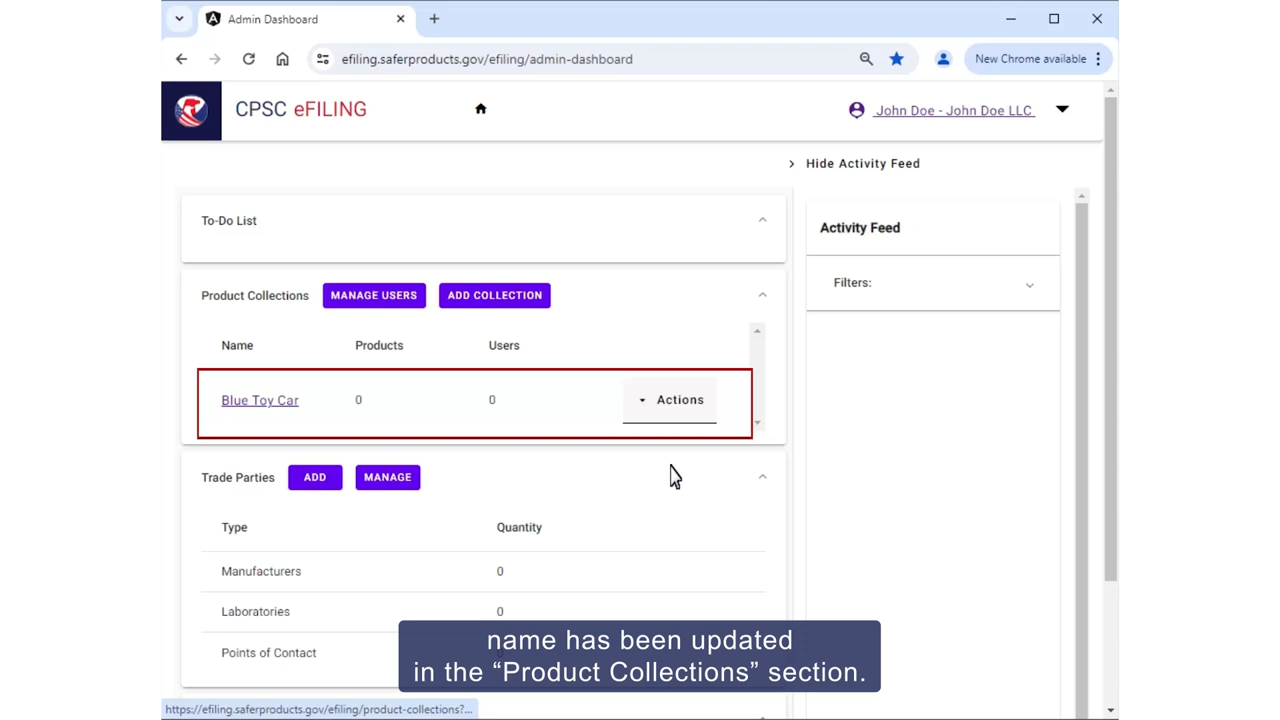 Admin Dashboard
efiling.saferproducts.gov/efiling/admin-dashboard
New Chrome available
CPSC eFILING
John Doe - John Doe LLC
Hide Activity Feed
To-Do List
Activity Feed
Filters:
Product Collections MANAGE USERS ADD COLLECTION
Name Products Users
Blue Toy Car 0 0 Actions
Trade Parties ADD MANAGE
Type Quantity
Manufacturers 0
Laboratories 0
Points of Contact
name has been updated
in the “Product Collections” section.
https://efiling.saferproducts.gov/efiling/product-collections?...